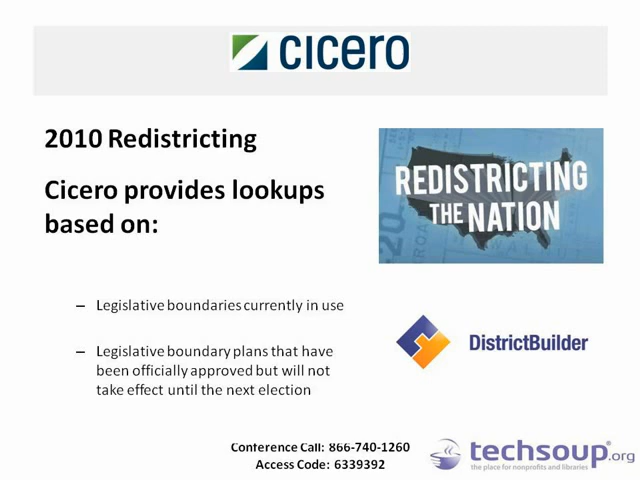 cicero
2010 Redistricting
Cicero provides lookups
based on:
– Legislative boundaries currently in use
– Legislative boundary plans that have
been officially approved but will not
take effect until the next election
REDISTRICTING
THE NATION
DistrictBuilder
Conference Call: 866-740-1260
Access Code: 6339392
techsoup.org
the place for nonprofits and libraries